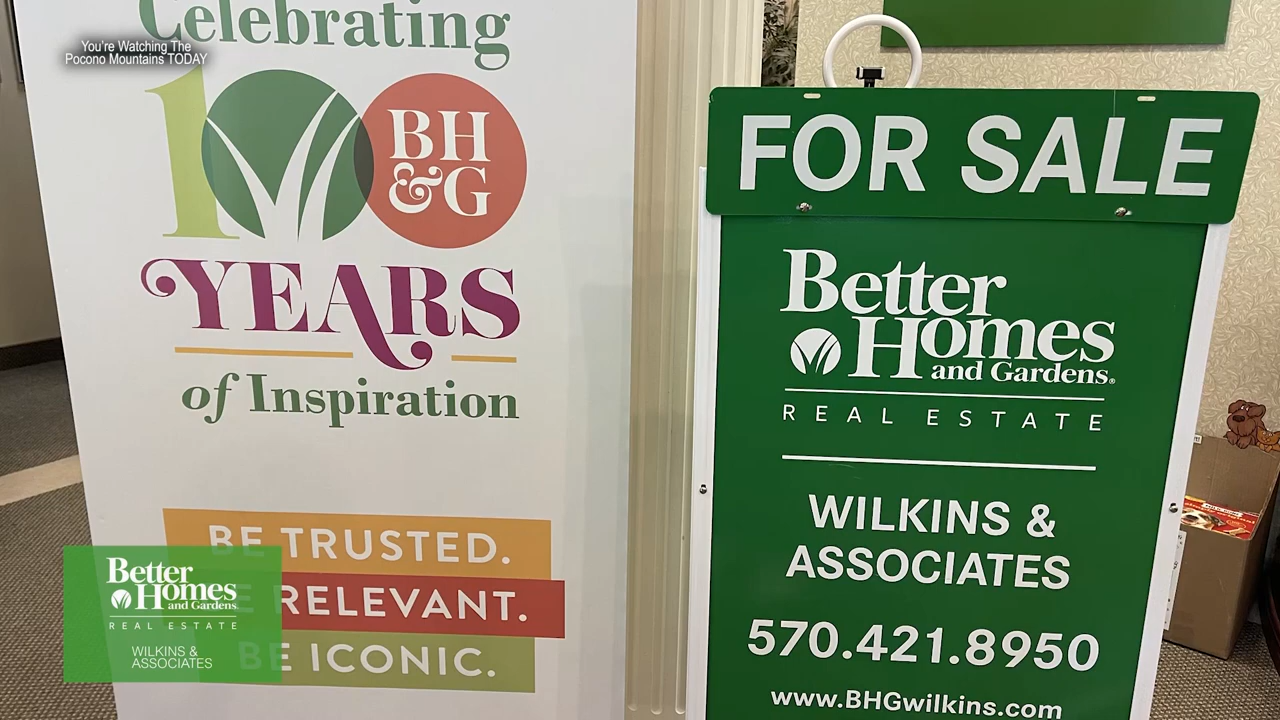 You're Watching The
Pocono Mountains TODAY
Celebrating
100
BH
&G
YEARS
of Inspiration
BE TRUSTED.
RELEVANT.
BE ICONIC.
Better
Homes
and Gardens
REAL ESTATE
WILKINS &
ASSOCIATES
FOR SALE
Better
Homes
and Gardens®
REAL ESTATE
WILKINS &
ASSOCIATES
570.421.8950
www.BHGwilkins.com